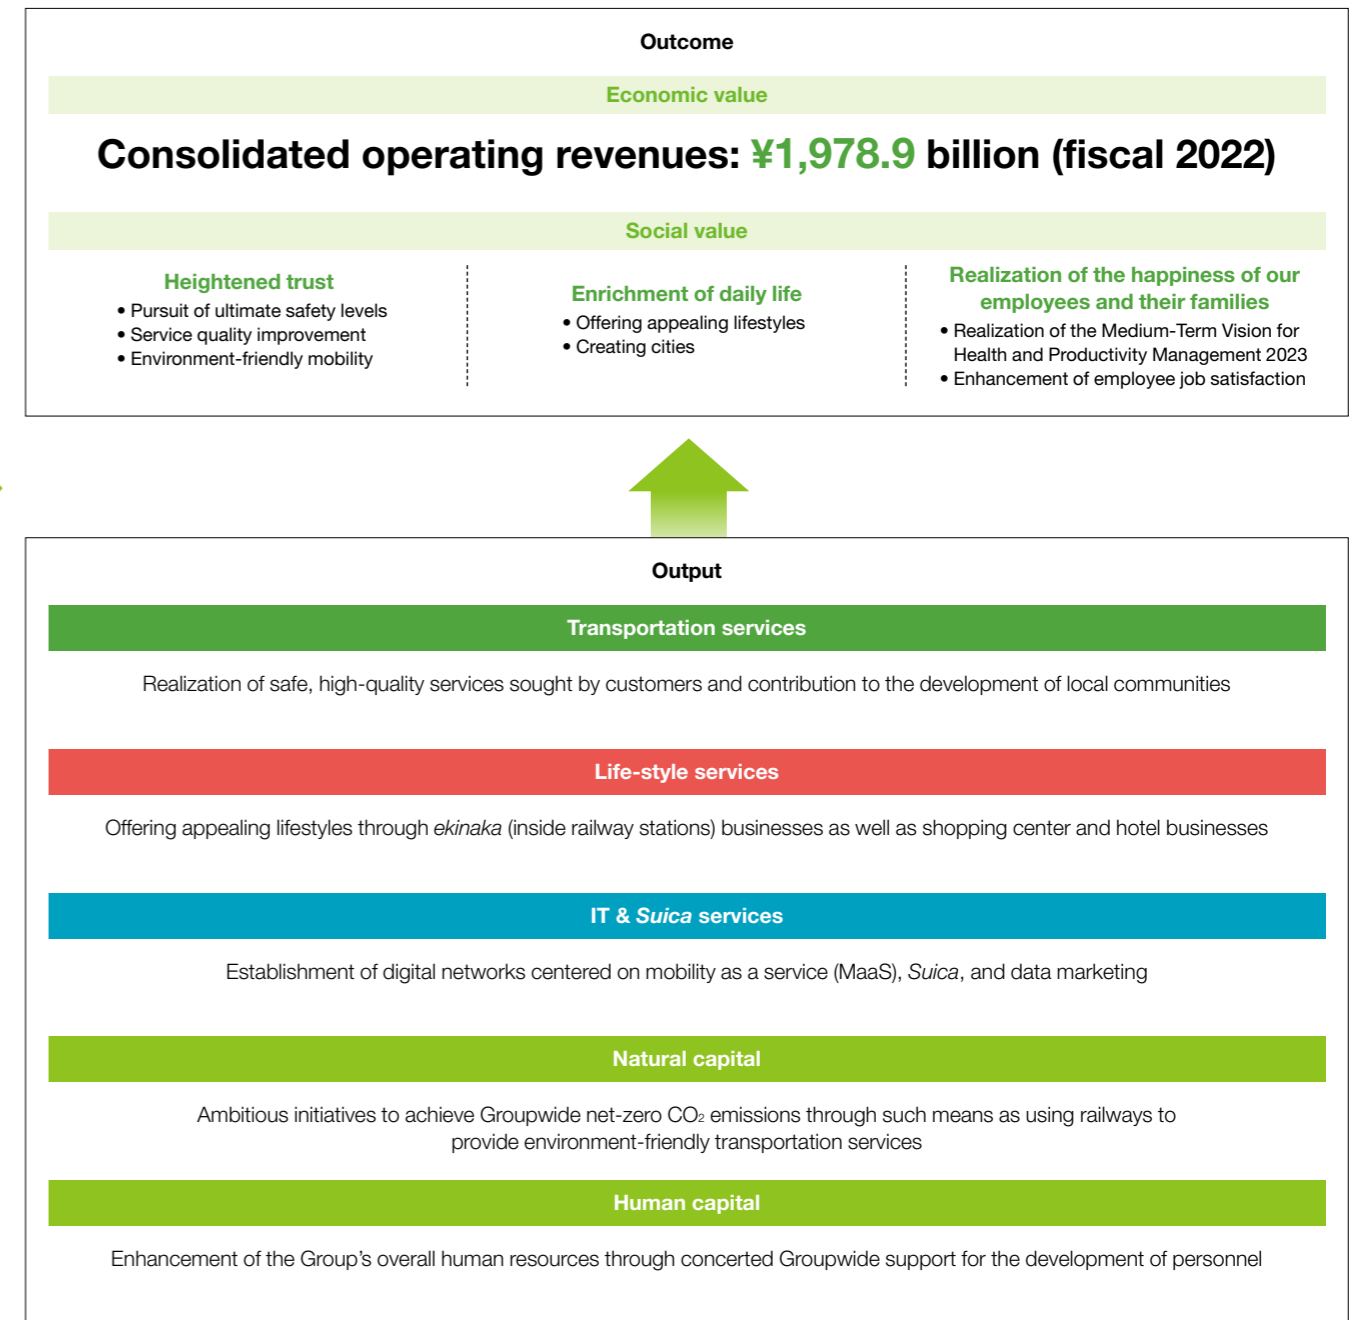 Outcome
Economic value
Consolidated operating revenues: ¥1,978.9 billion (fiscal 2022)
Social value
Heightened trust
• Pursuit of ultimate safety levels
• Service quality improvement
• Environment-friendly mobility
Enrichment of daily life
• Offering appealing lifestyles
• Creating cities
Realization of the happiness of our
employees and their families
• Realization of the Medium-Term Vision for
Health and Productivity Management 2023
• Enhancement of employee job satisfaction
Output
Transportation services
Realization of safe, high-quality services sought by customers and contribution to the development of local communities
Life-style services
Offering appealing lifestyles through ekinaka (inside railway stations) businesses as well as shopping center and hotel businesses
IT & Suica services
Establishment of digital networks centered on mobility as a service (MaaS), Suica, and data marketing
Natural capital
Ambitious initiatives to achieve Groupwide net-zero CO₂ emissions through such means as using railways to
provide environment-friendly transportation services
Human capital
Enhancement of the Group’s overall human resources through concerted Groupwide support for the development of personnel